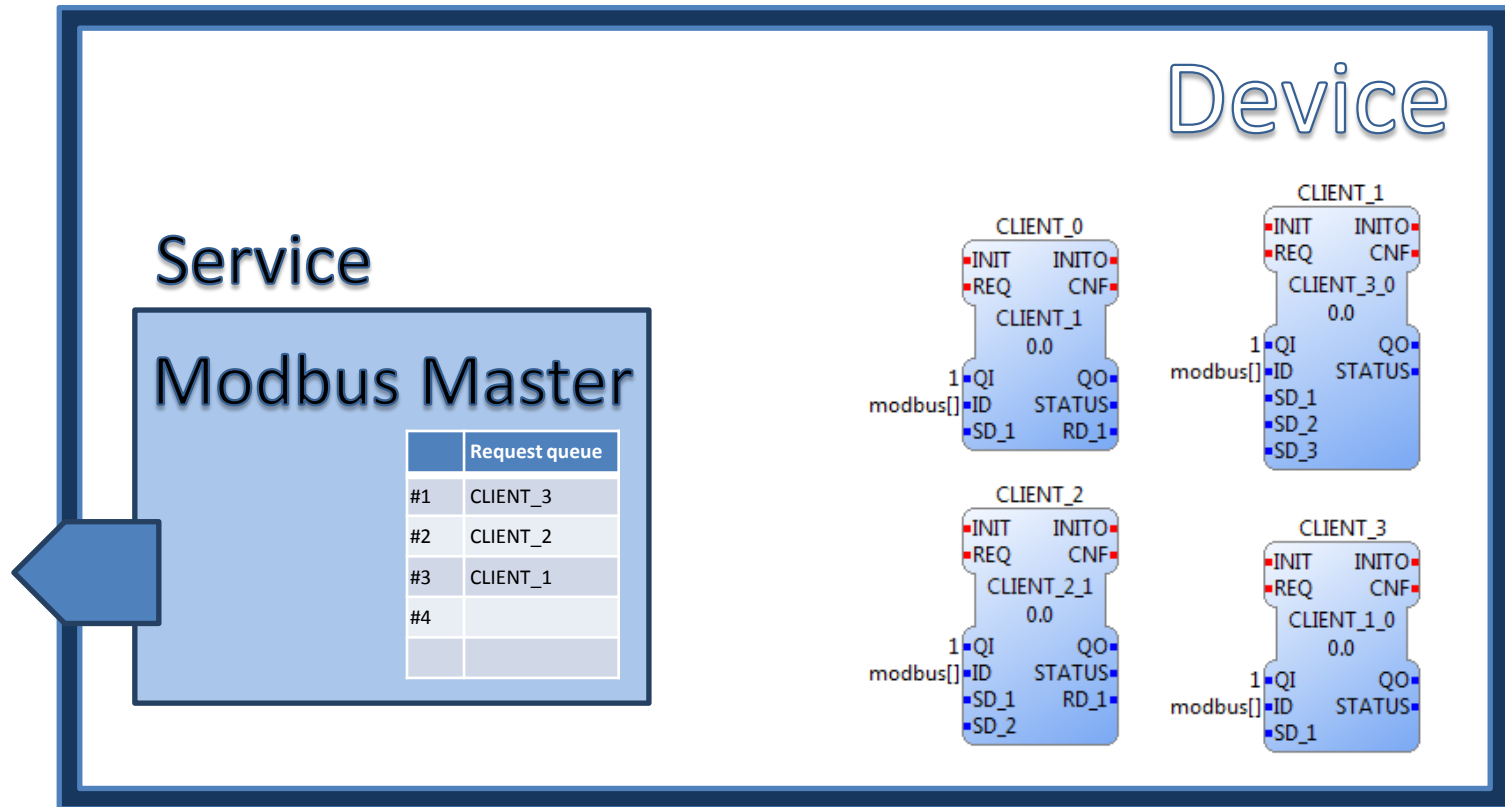 Device
Service
Modbus Master
Request queue
#1 CLIENT_3
#2 CLIENT_2
#3 CLIENT_1
#4
CLIENT_0
INIT INITO
REQ CNF
CLIENT_1
0.0
1 QI QO
modbus[] ID STATUS
SD_1 RD_1
CLIENT_1
INIT INITO
REQ CNF
CLIENT_3_0
0.0
1 QI QO
modbus[] ID STATUS
SD_1
SD_2
SD_3
CLIENT_2
INIT INITO
REQ CNF
CLIENT_2_1
0.0
1 QI QO
modbus[] ID STATUS
SD_1 RD_1
SD_2
CLIENT_3
INIT INITO
REQ CNF
CLIENT_1_0
0.0
1 QI QO
modbus[] ID STATUS
SD_1